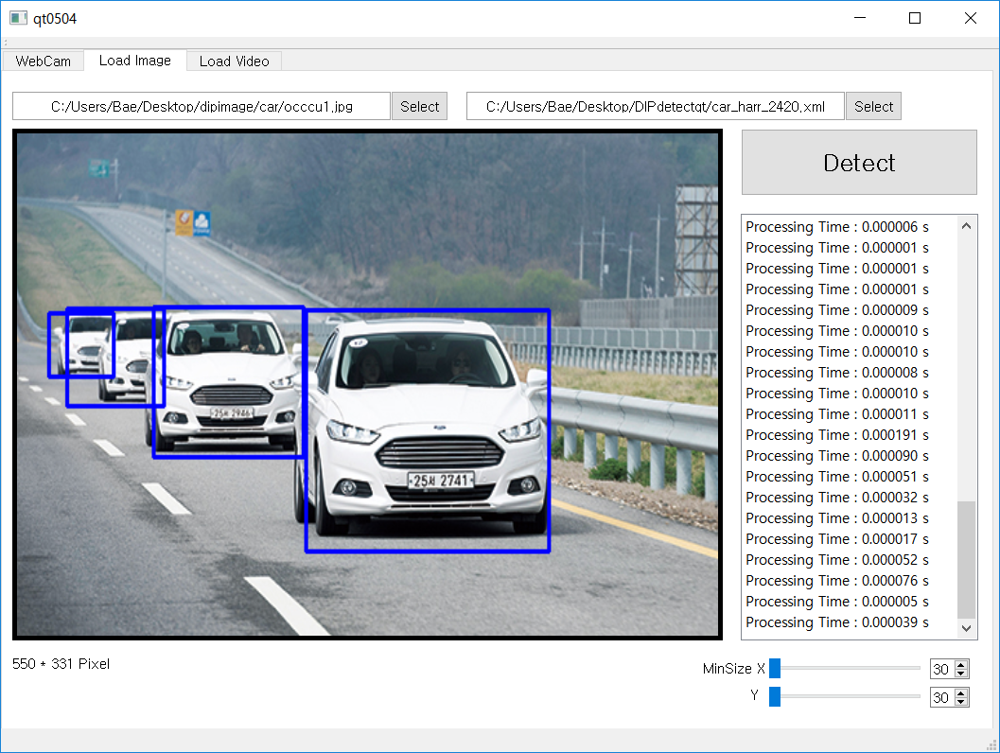 qt0504
WebCam Load Image Load Video
C:/Users/Bae/Desktop/dipimage/car/occcu1.jpg Select C:/Users/Bae/Desktop/DIPdetectqt/car_harr_2420.xml Select
Detect
Processing Time : 0.000006 s
Processing Time : 0.000001 s
Processing Time : 0.000001 s
Processing Time : 0.000001 s
Processing Time : 0.000009 s
Processing Time : 0.000010 s
Processing Time : 0.000010 s
Processing Time : 0.000008 s
Processing Time : 0.000010 s
Processing Time : 0.000011 s
Processing Time : 0.000191 s
Processing Time : 0.000090 s
Processing Time : 0.000051 s
Processing Time : 0.000032 s
Processing Time : 0.000013 s
Processing Time : 0.000017 s
Processing Time : 0.000052 s
Processing Time : 0.000076 s
Processing Time : 0.000005 s
Processing Time : 0.000039 s
25서 2946
25서 2741
550 * 331 Pixel
MinSize X 30
Y 30